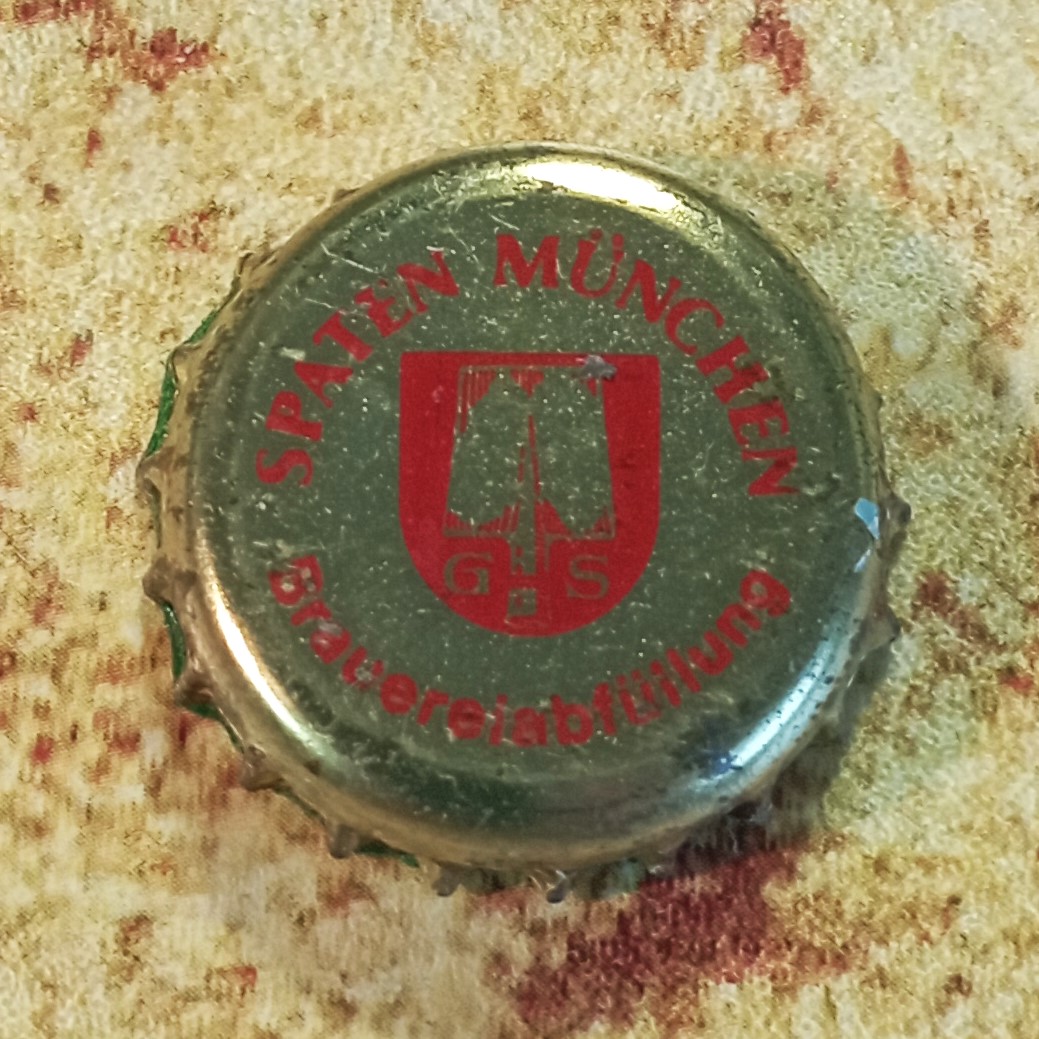 SPATEN MÜNCHEN
G S
Brauereiabfüllung